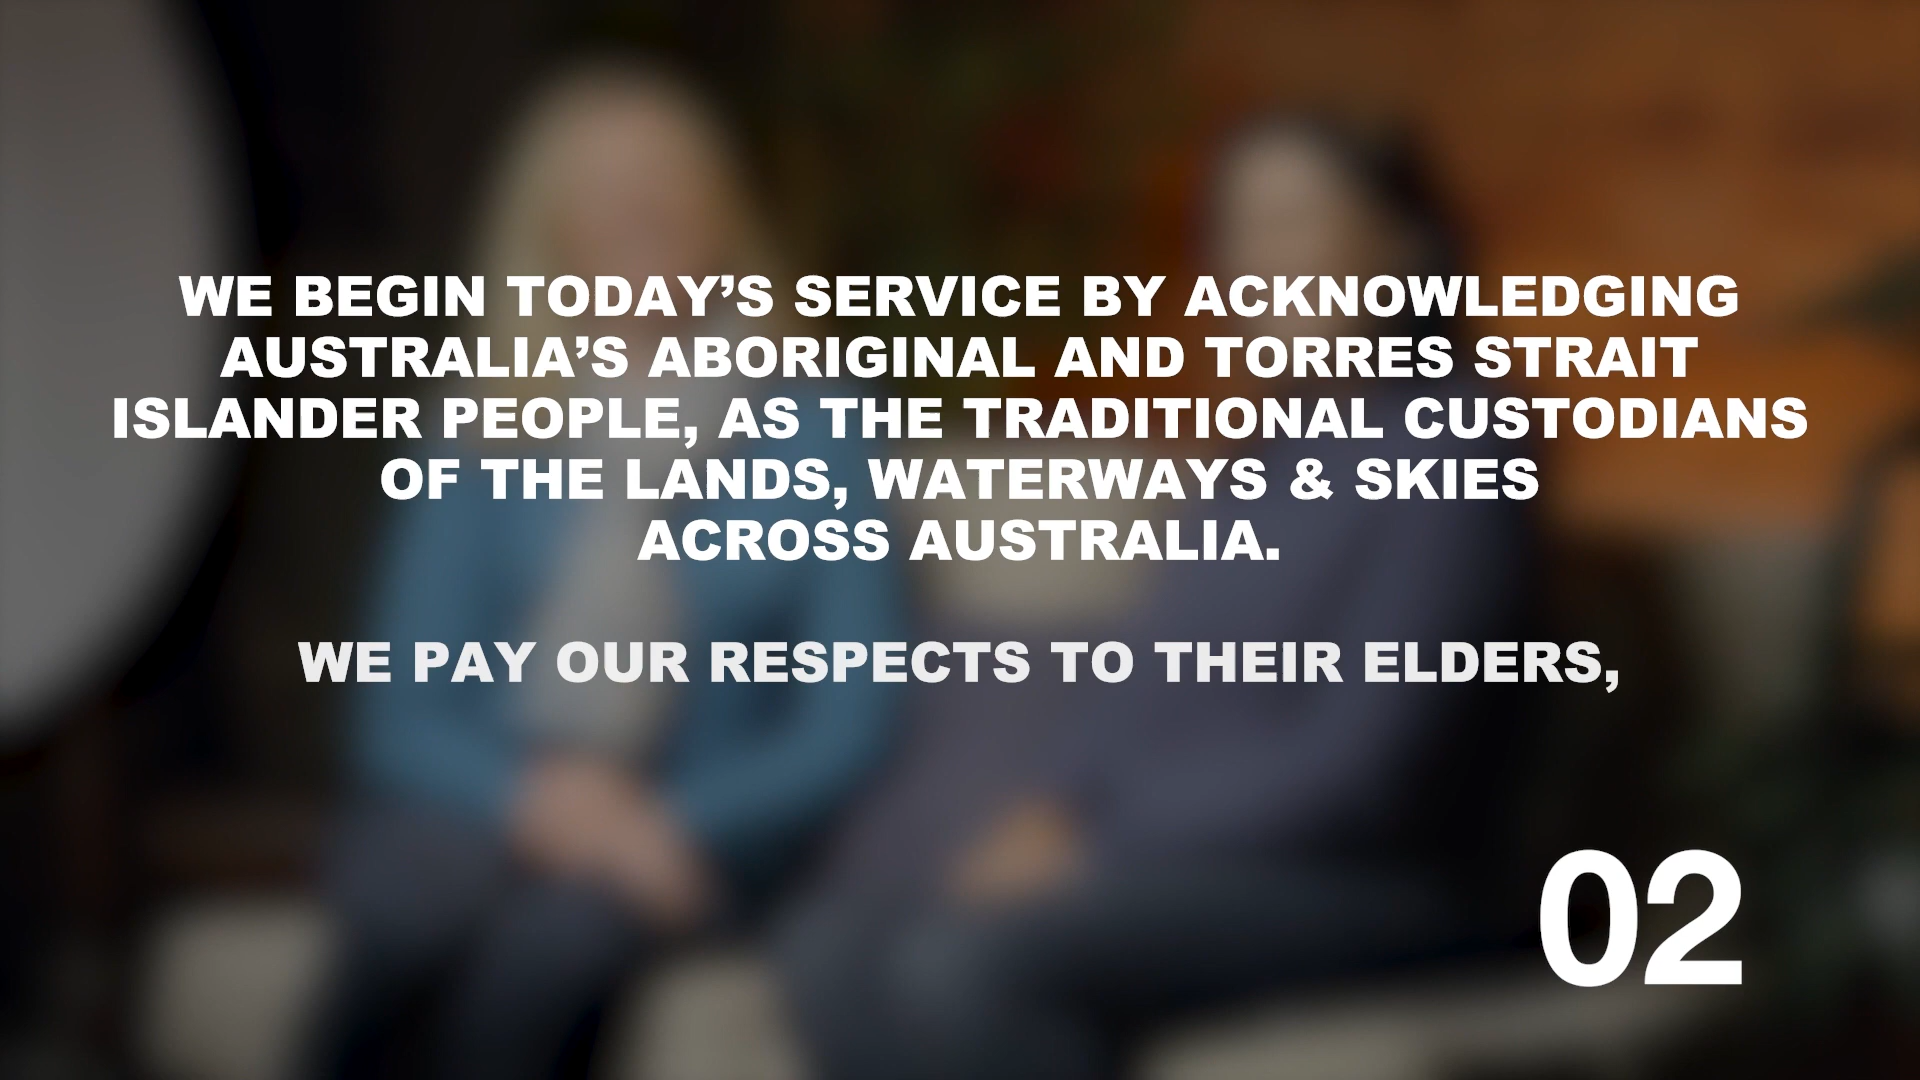 WE BEGIN TODAY’S SERVICE BY ACKNOWLEDGING
AUSTRALIA’S ABORIGINAL AND TORRES STRAIT
ISLANDER PEOPLE, AS THE TRADITIONAL CUSTODIANS
OF THE LANDS, WATERWAYS & SKIES
ACROSS AUSTRALIA.
WE PAY OUR RESPECTS TO THEIR ELDERS,
02